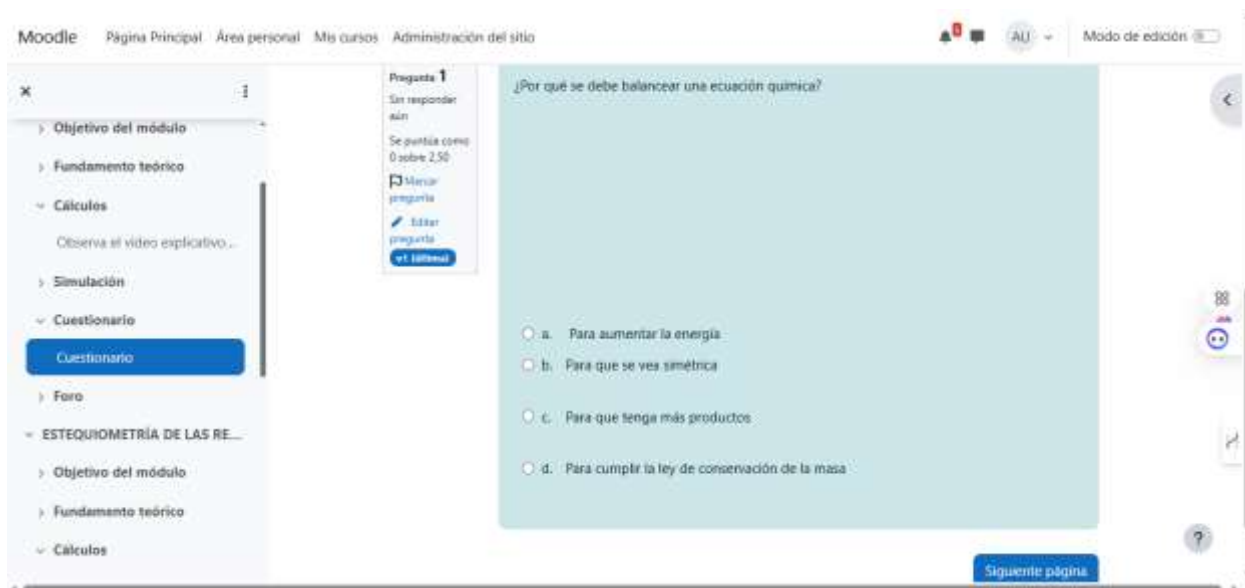 Moodle Página Principal Área personal Mis cursos Administración del sitio AU Modo de edición
Objetivo del módulo
Fundamento teórico
Cálculos
Observa el video explicativo...
Simulación
Cuestionario
Cuestionario
Foro
ESTEQUIOMETRÍA DE LAS RE...
Objetivo del módulo
Fundamento teórico
Cálculos
Pregunta 1
Sin responder
aún
Se puntúa como
0 sobre 2,50
Marcar
pregunta
Editar
pregunta
v1 (última)
¿Por qué se debe balancear una ecuación química?
a. Para aumentar la energía
b. Para que se vea simétrica
c. Para que tenga más productos
d. Para cumplir la ley de conservación de la masa
?
Siguiente página